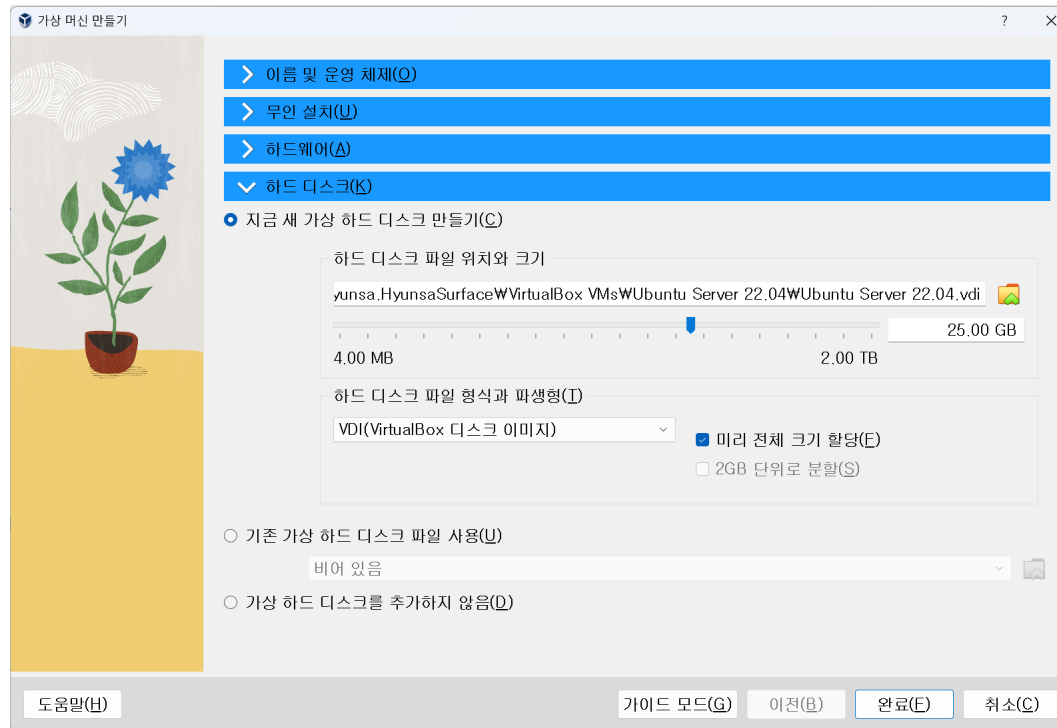 가상 머신 만들기
이름 및 운영 체제(O)
무인 설치(U)
하드웨어(A)
하드 디스크(K)
지금 새 가상 하드 디스크 만들기(C)
하드 디스크 파일 위치와 크기
yunsa.HyunsaSurface₩VirtualBox VMs₩Ubuntu Server 22.04₩Ubuntu Server 22.04.vdi
25.00 GB
4.00 MB 2.00 TB
하드 디스크 파일 형식과 파생형(T)
VDI(VirtualBox 디스크 이미지)
미리 전체 크기 할당(F)
2GB 단위로 분할(S)
기존 가상 하드 디스크 파일 사용(U)
비어 있음
가상 하드 디스크를 추가하지 않음(D)
도움말(H) 가이드 모드(G) 이전(B) 완료(F) 취소(C)